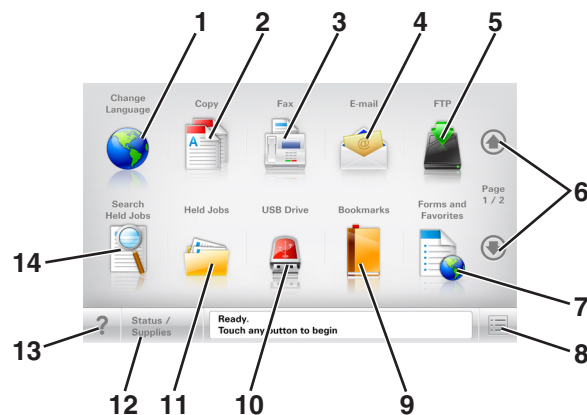 1 2 3 4 5
Change Language
Copy
Fax
E-mail
FTP
A
@
6
Page
1 / 2
Search Held Jobs
Held Jobs
USB Drive
Bookmarks
Forms and Favorites
14
7
?
Status / Supplies
Ready.
Touch any button to begin
13
12
11
10
9
8